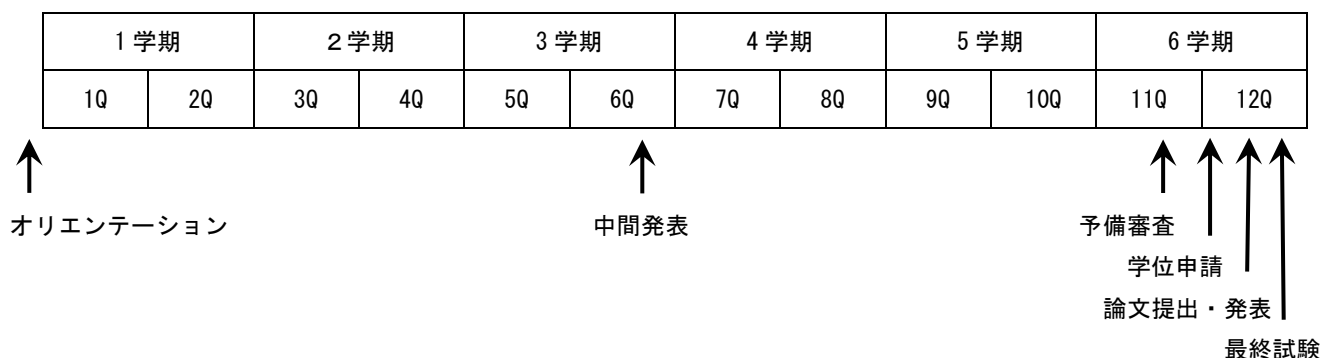 1 学期 2 学期 3 学期 4 学期 5 学期 6 学期
1Q 2Q 3Q 4Q 5Q 6Q 7Q 8Q 9Q 10Q 11Q 12Q
オリエンテーション 中間発表 予備審査
学位申請
論文提出・発表
最終試験